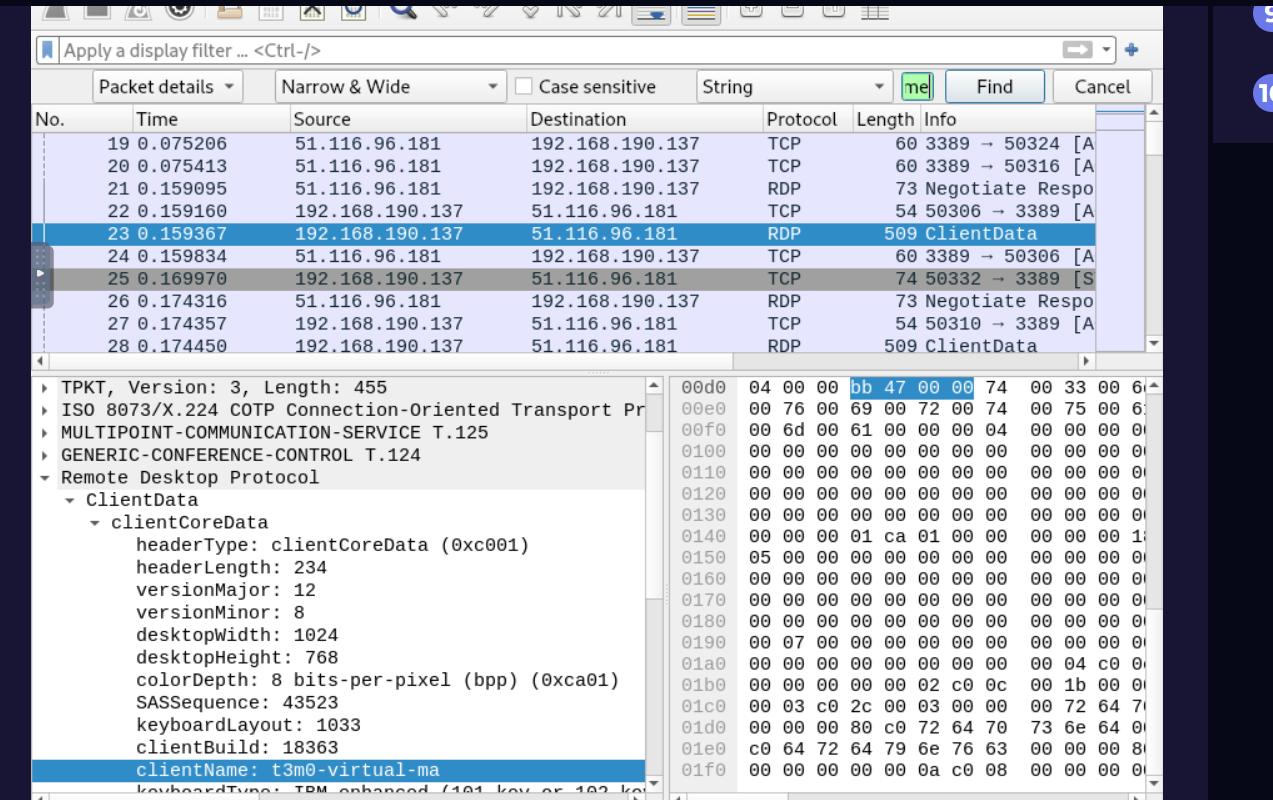 Apply a display filter ... <Ctrl-/>
Packet details Narrow & Wide Case sensitive String me Find Cancel
No. Time Source Destination Protocol Length Info
19 0.075206 51.116.96.181 192.168.190.137 TCP 60 3389 → 50324 [A
20 0.075413 51.116.96.181 192.168.190.137 TCP 60 3389 → 50316 [A
21 0.159095 51.116.96.181 192.168.190.137 RDP 73 Negotiate Respo
22 0.159160 192.168.190.137 51.116.96.181 TCP 54 50306 → 3389 [A
23 0.159367 192.168.190.137 51.116.96.181 RDP 509 ClientData
24 0.159834 51.116.96.181 192.168.190.137 TCP 60 3389 → 50306 [A
25 0.169970 192.168.190.137 51.116.96.181 TCP 74 50332 → 3389 [S
26 0.174316 51.116.96.181 192.168.190.137 RDP 73 Negotiate Respo
27 0.174357 192.168.190.137 51.116.96.181 TCP 54 50310 → 3389 [A
28 0.174450 192.168.190.137 51.116.96.181 RDP 509 ClientData
TPKT, Version: 3, Length: 455
ISO 8073/X.224 COTP Connection-Oriented Transport Pr
MULTIPOINT-COMMUNICATION-SERVICE T.125
GENERIC-CONFERENCE-CONTROL T.124
Remote Desktop Protocol
ClientData
clientCoreData
headerType: clientCoreData (0xc001)
headerLength: 234
versionMajor: 12
versionMinor: 8
desktopWidth: 1024
desktopHeight: 768
colorDepth: 8 bits-per-pixel (bpp) (0xca01)
SASSequence: 43523
keyboardLayout: 1033
clientBuild: 18363
clientName: t3m0-virtual-ma
keyboardType: IBM enhanced (101-key or 102-ke
00d0 04 00 00 bb 47 00 00 74 00 33 00 6
00e0 00 76 00 69 00 72 00 74 00 75 00 6
00f0 00 6d 00 61 00 00 00 04 00 00 00 0
0100 00 00 00 00 00 00 00 00 00 00 00 0
0110 00 00 00 00 00 00 00 00 00 00 00 0
0120 00 00 00 00 00 00 00 00 00 00 00 0
0130 00 00 00 00 00 00 00 00 00 00 00 0
0140 00 00 00 01 ca 01 00 00 00 00 00 1
0150 05 00 00 00 00 00 00 00 00 00 00 0
0160 00 00 00 00 00 00 00 00 00 00 00 0
0170 00 00 00 00 00 00 00 00 00 00 00 0
0180 00 00 00 00 00 00 00 00 00 00 00 0
0190 00 07 00 00 00 00 00 00 00 00 00 0
01a0 00 00 00 00 00 00 00 00 00 04 c0 0
01b0 00 00 00 00 00 02 c0 0c 00 1b 00 0
01c0 00 03 c0 2c 00 03 00 00 00 72 64 7
01d0 00 00 00 80 c0 72 64 70 73 6e 64 0
01e0 c0 64 72 64 79 6e 76 63 00 00 00 8
01f0 00 00 00 00 00 0a c0 08 00 00 00 0